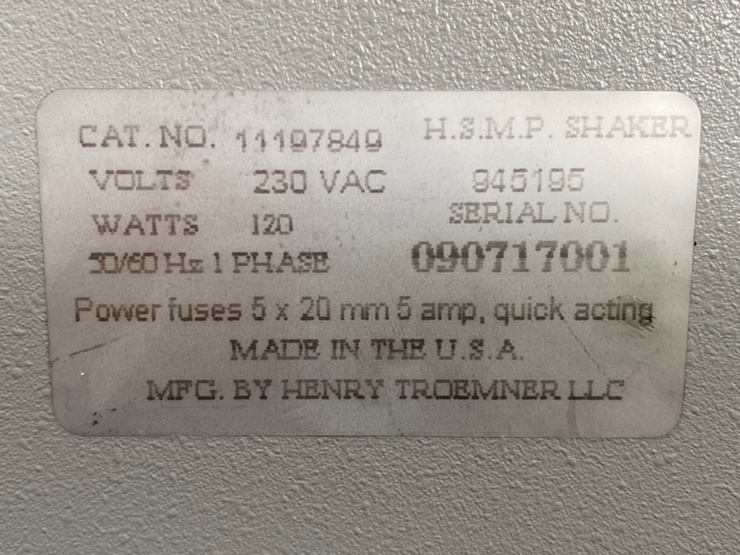 CAT. NO. 11197849 H.S.M.P. SHAKER
VOLTS 230 VAC 945195
WATTS 120 SERIAL NO.
50/60 Hz 1 PHASE 090717001
Power fuses 5 x 20 mm 5 amp, quick acting
MADE IN THE U.S.A.
MFG. BY HENRY TROEMNER LLC